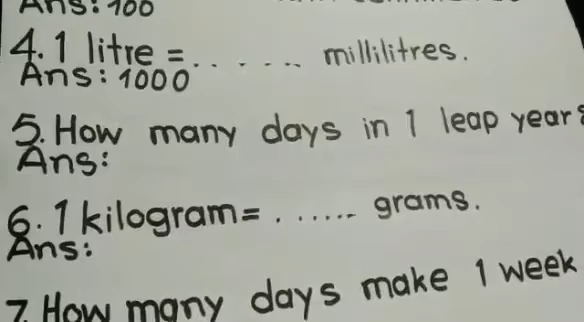 Ans: 100
4. 1 litre = . . . . . . millilitres.
Ans: 1000
5. How many days in 1 leap year
Ans:
6. 1 kilogram = . . . . . . grams.
Ans:
7. How many days make 1 week